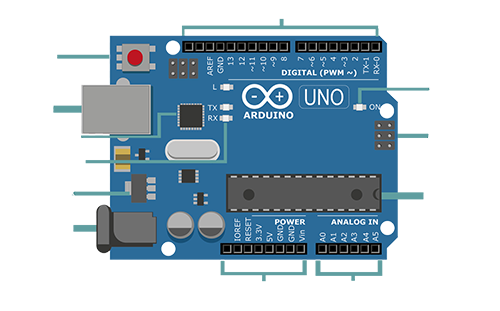 AREF
GND
13
12
~11
~10
~9
8
7
~6
~5
~4
~3
2
TX-1
RX-0
DIGITAL (PWM ~)
L
TX
RX
UNO
ON
ARDUINO
POWER
ANALOG IN
IOREF
RESET
3.3V
5V
GND
GND
Vin
A0
A1
A2
A3
A4
A5